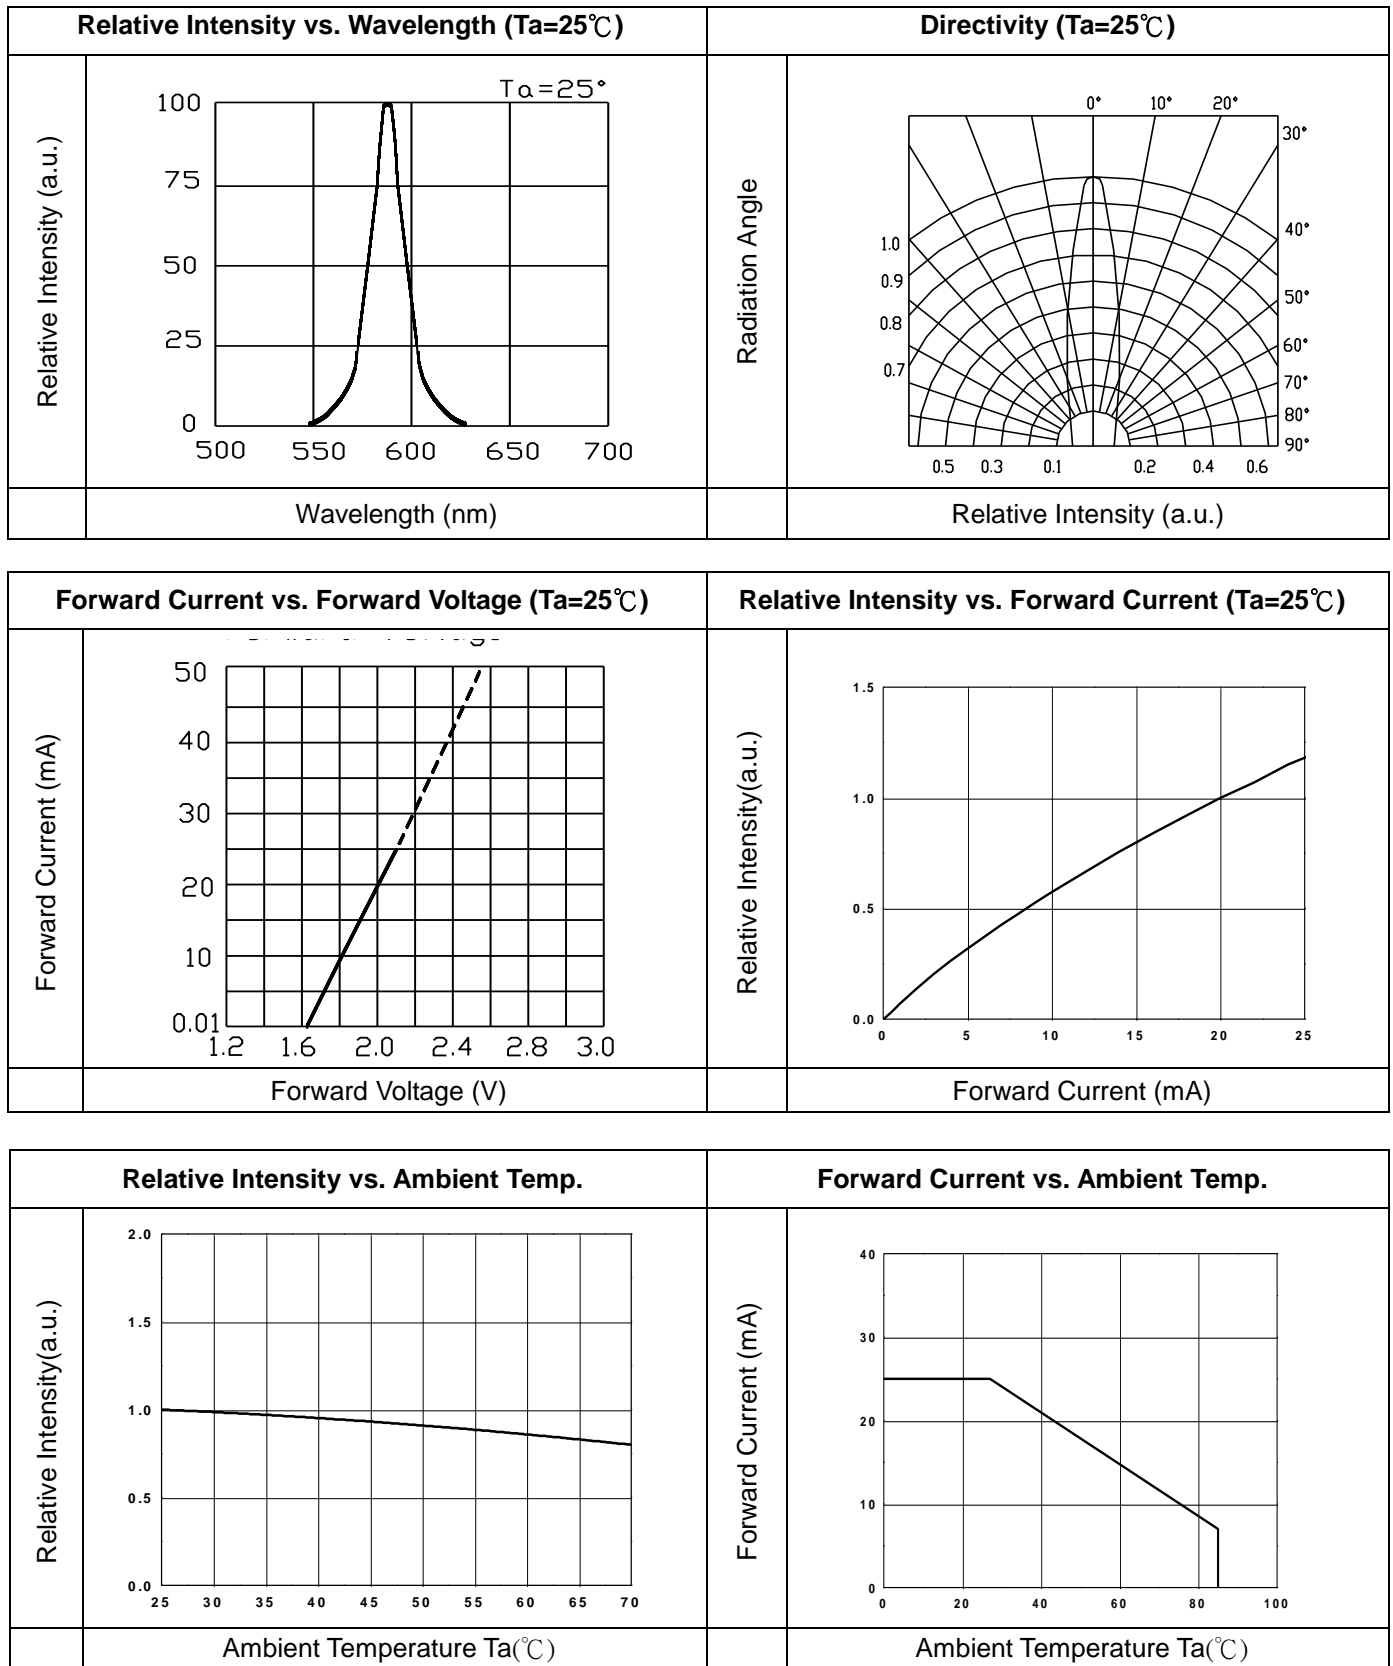 Relative Intensity vs. Wavelength (Ta=25℃)
Directivity (Ta=25℃)
Relative Intensity (a.u.)
Ta=25°
100
75
50
25
0
500 550 600 650 700
Wavelength (nm)
Radiation Angle
0° 10° 20°
30°
40°
50°
60°
70°
80°
90°
1.0
0.9
0.8
0.7
0.5 0.3 0.1 0.2 0.4 0.6
Relative Intensity (a.u.)
Forward Current vs. Forward Voltage (Ta=25℃)
Relative Intensity vs. Forward Current (Ta=25℃)
Forward Current (mA)
50
40
30
20
10
0.01
1.2 1.6 2.0 2.4 2.8 3.0
Forward Voltage (V)
Relative Intensity(a.u.)
1.5
1.0
0.5
0.0
0 5 10 15 20 25
Forward Current (mA)
Relative Intensity vs. Ambient Temp.
Forward Current vs. Ambient Temp.
Relative Intensity(a.u.)
2.0
1.5
1.0
0.5
0.0
25 30 35 40 45 50 55 60 65 70
Ambient Temperature Ta(℃)
Forward Current (mA)
40
30
20
10
0
0 20 40 60 80 100
Ambient Temperature Ta(℃)